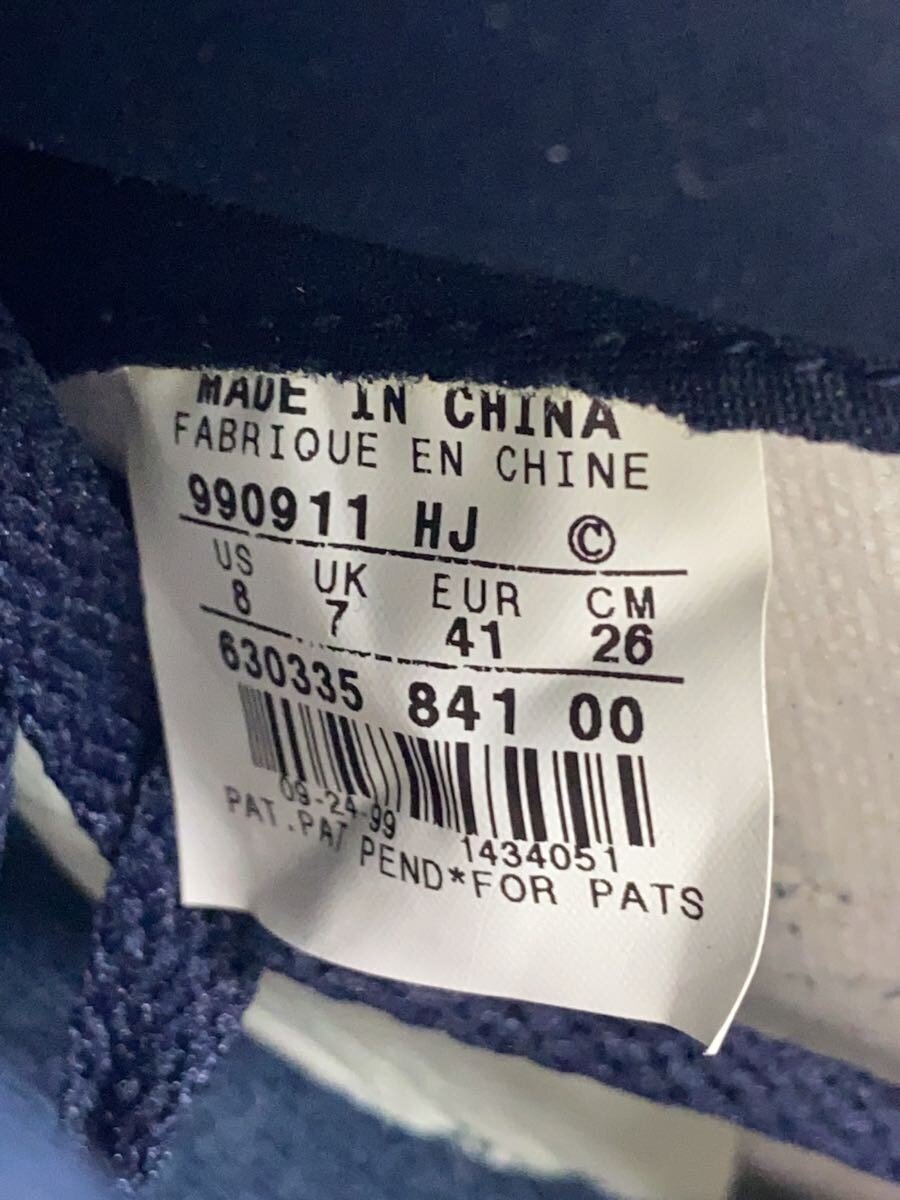 MADE IN CHINA
FABRIQUE EN CHINE
990911 HJ ©
US UK EUR CM
8 7 41 26
630335 841 00
09-24-99
1434051
PAT.PAT PEND*FOR PATS